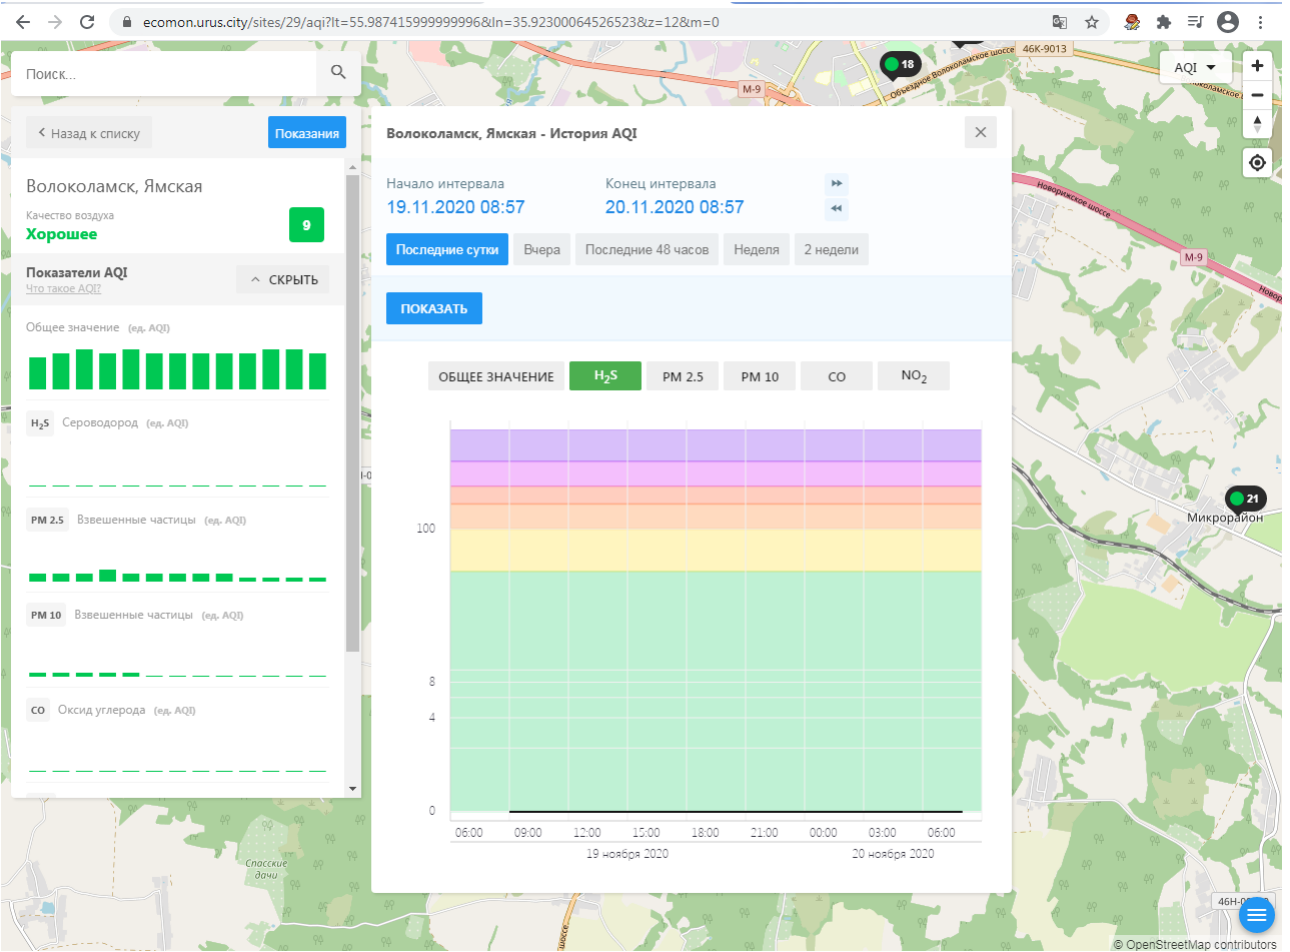 ecomon.urus.city/sites/29/aqi?lt=55.987415999999996&ln=35.92300064526523&z=12&m=0
Поиск...
Назад к списку
Показания
Волоколамск, Ямская
Качество воздуха
Хорошее
9
Показатели AQI
Что такое AQI?
СКРЫТЬ
Общее значение (ед. AQI)
H₂S Сероводород (ед. AQI)
PM 2.5 Взвешенные частицы (ед. AQI)
PM 10 Взвешенные частицы (ед. AQI)
CO Оксид углерода (ед. AQI)
Волоколамск, Ямская - История AQI
Начало интервала
19.11.2020 08:57
Конец интервала
20.11.2020 08:57
Последние сутки
Вчера
Последние 48 часов
Неделя
2 недели
ПОКАЗАТЬ
ОБЩЕЕ ЗНАЧЕНИЕ
H₂S
PM 2.5
PM 10
CO
NO₂
100
8
4
0
06:00 09:00 12:00 15:00 18:00 21:00 00:00 03:00 06:00
19 ноября 2020
20 ноября 2020
18
M-9
Объездное Волоколамское шоссе
46К-9013
AQI
Новорижское шоссе
M-9
21
Микрорайон
Спасские
дачи
© OpenStreetMap contributors